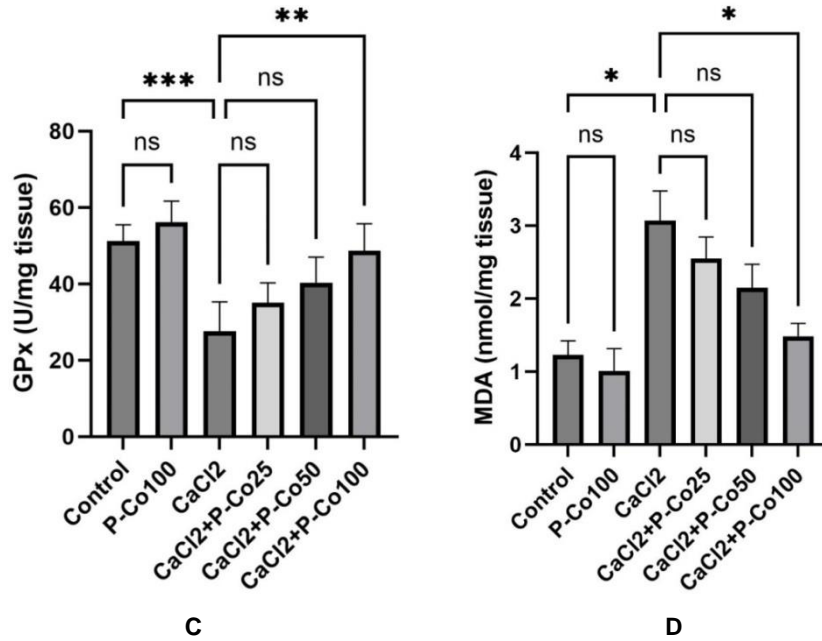 **
ns
***
ns
ns
80
60
40
20
0
GPx (U/mg tissue)
Control
P-Co100
CaCl2
CaCl2+P-Co25
CaCl2+P-Co50
CaCl2+P-Co100
C
*
ns
*
ns
ns
4
3
2
1
0
MDA (nmol/mg tissue)
Control
P-Co100
CaCl2
CaCl2+P-Co25
CaCl2+P-Co50
CaCl2+P-Co100
D